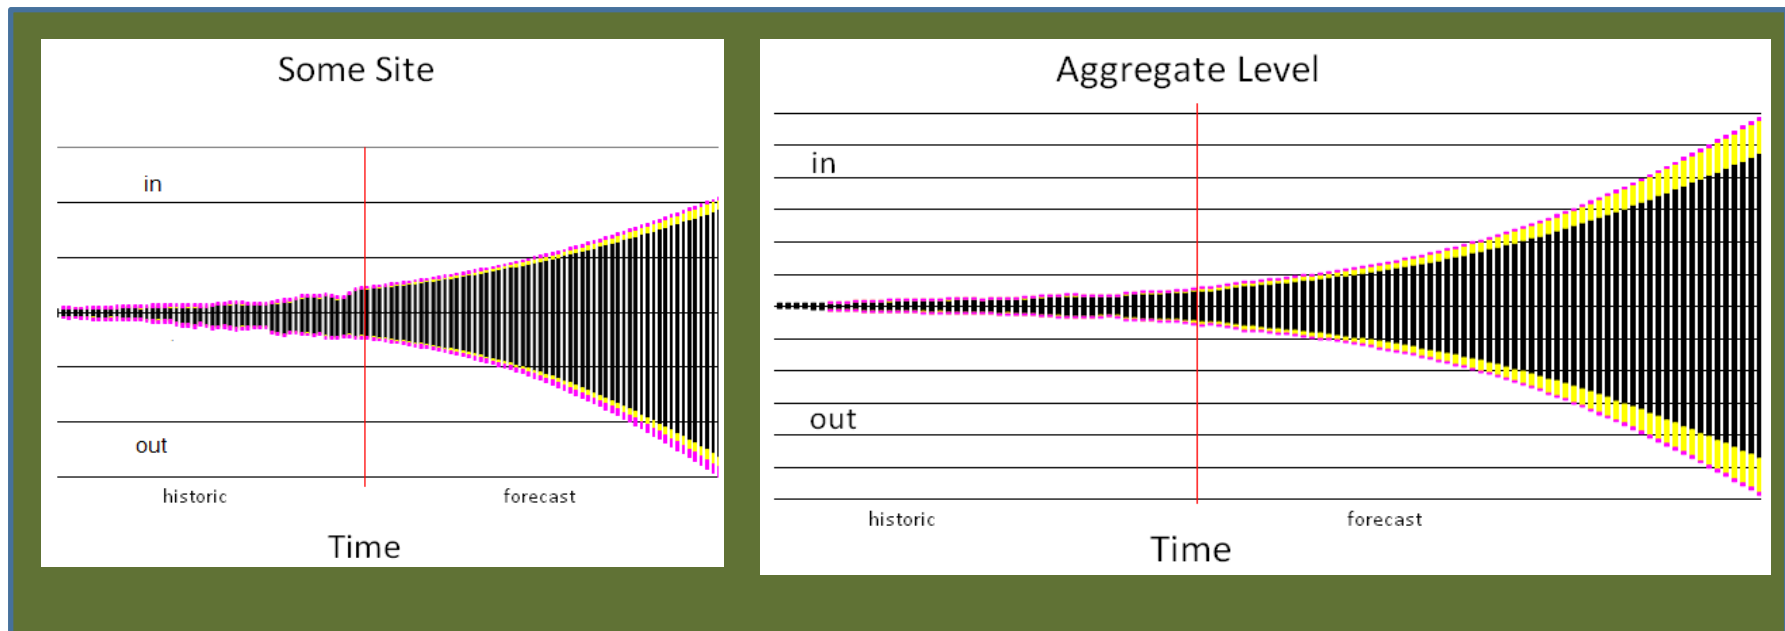 Some Site
in
out
historic
forecast
Time
Aggregate Level
in
out
historic
forecast
Time